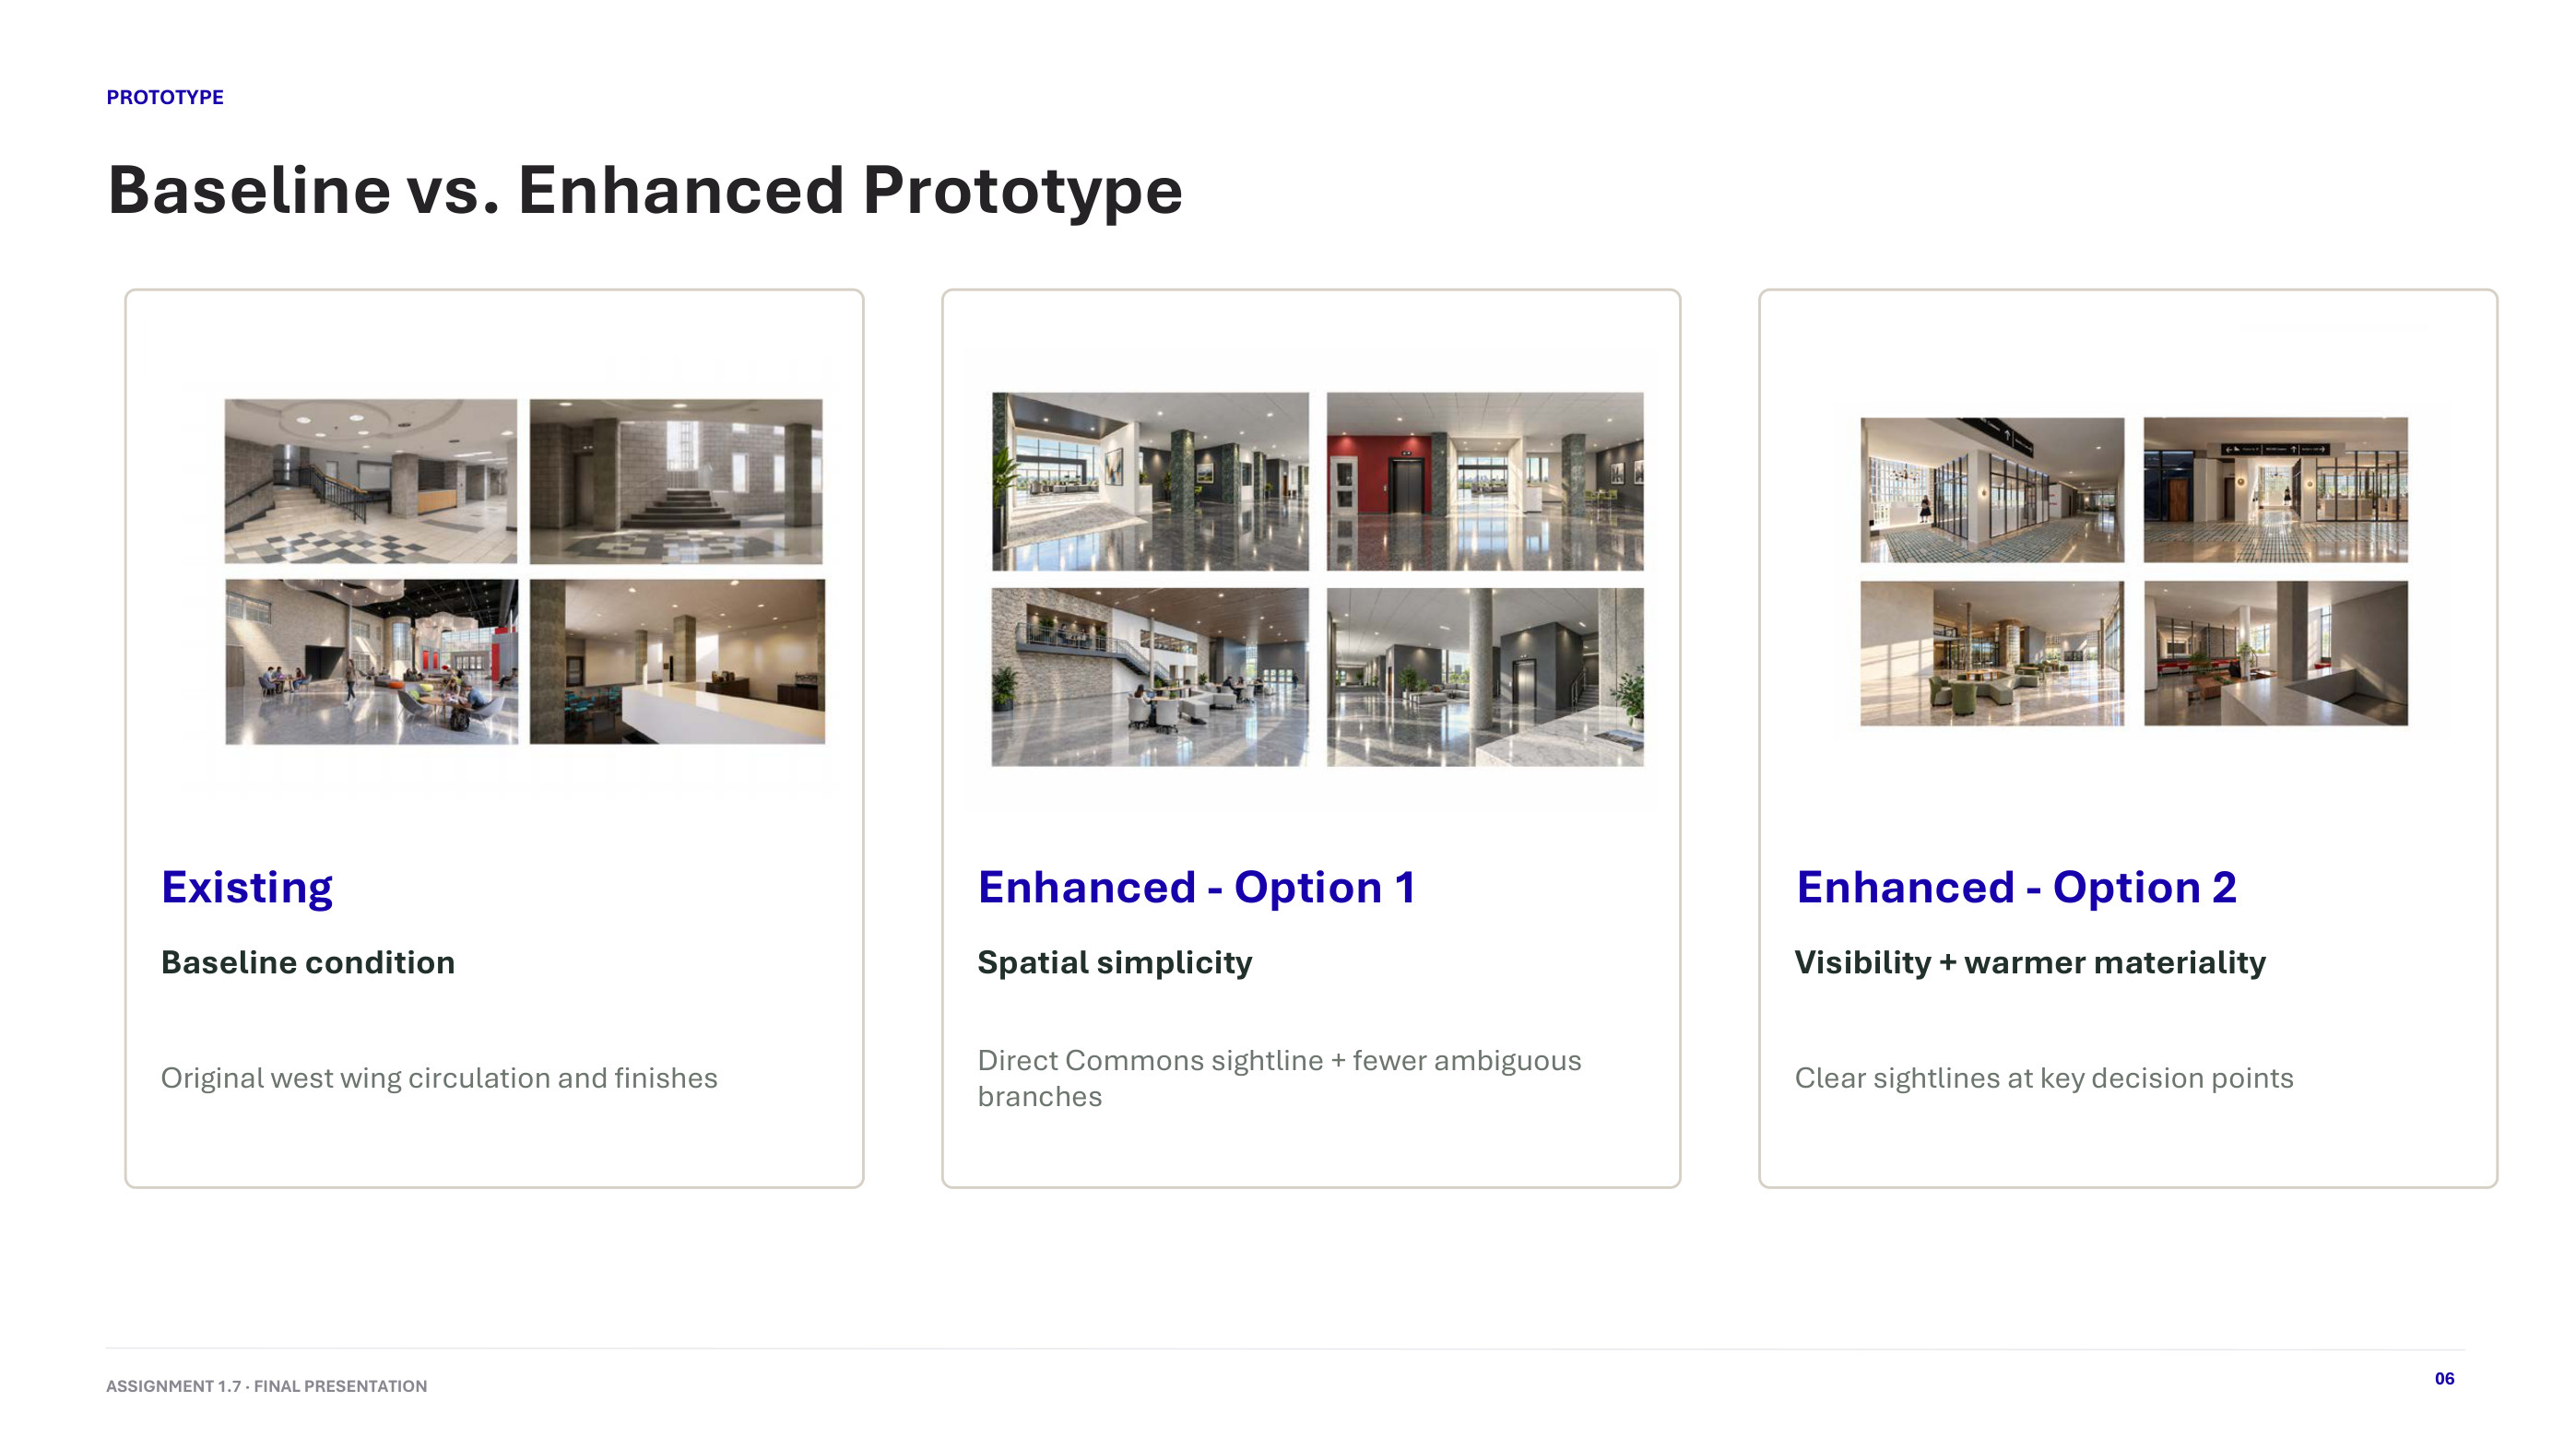 PROTOTYPE
Baseline vs. Enhanced Prototype
Existing
Baseline condition
Original west wing circulation and finishes
Enhanced - Option 1
Spatial simplicity
Direct Commons sightline + fewer ambiguous
branches
Enhanced - Option 2
Visibility + warmer materiality
Clear sightlines at key decision points
ASSIGNMENT 1.7 · FINAL PRESENTATION
06